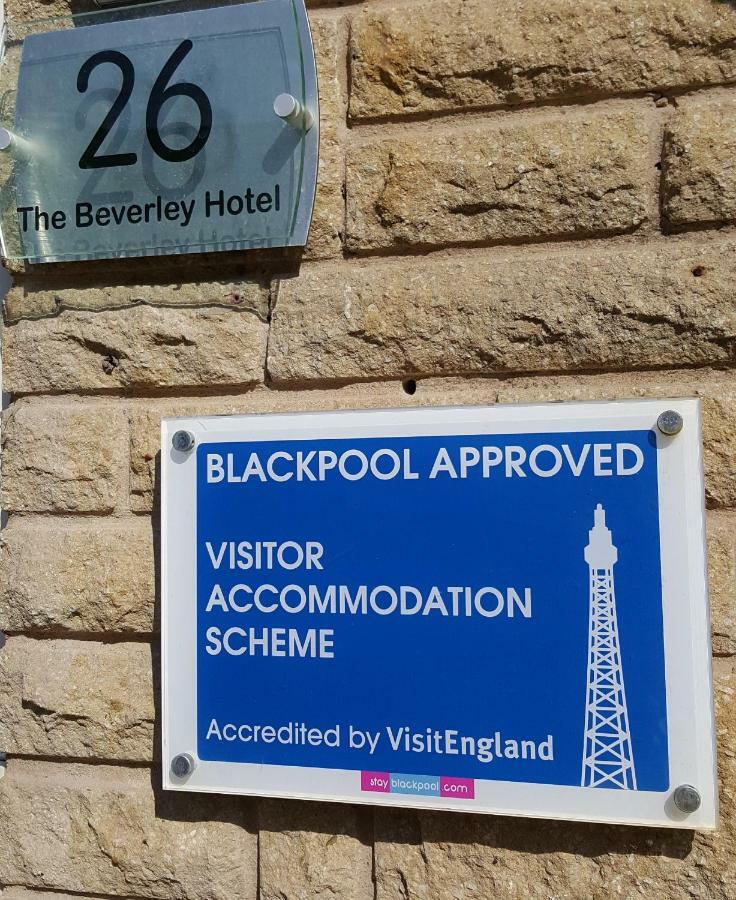 26
The Beverley Hotel
BLACKPOOL APPROVED
VISITOR
ACCOMMODATION
SCHEME
Accredited by VisitEngland
stayblackpool.com